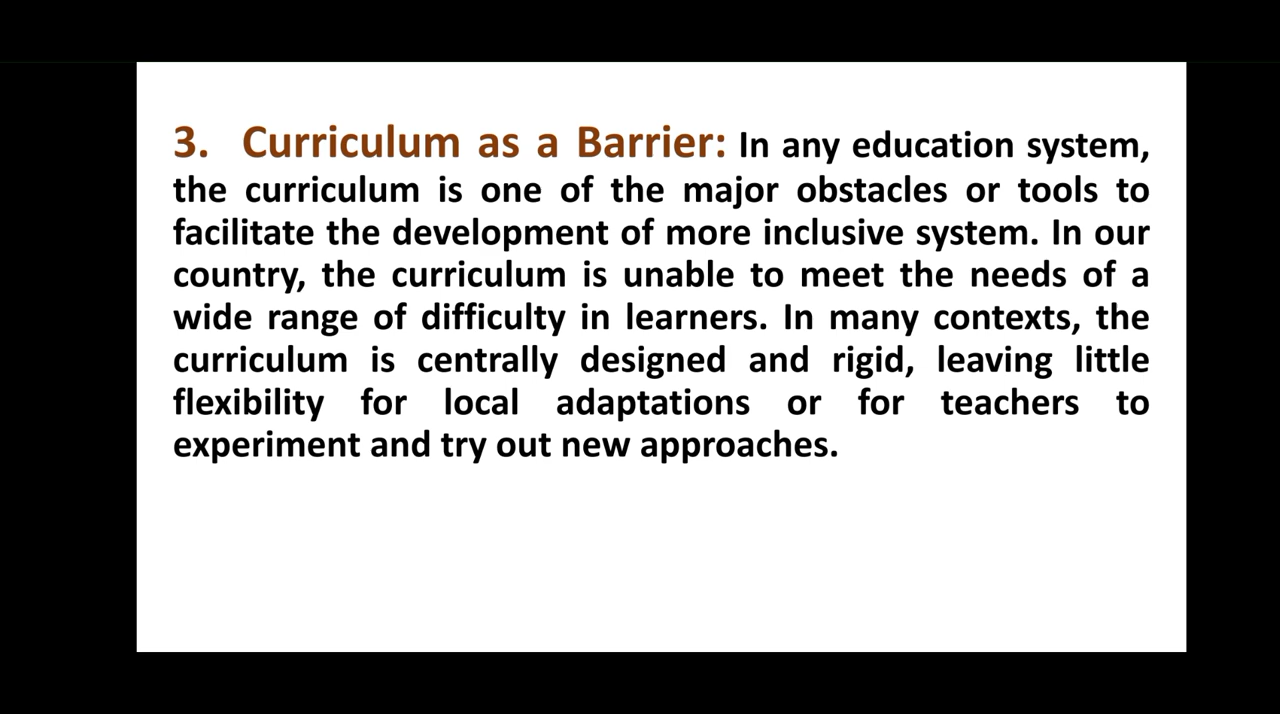 3. Curriculum as a Barrier: In any education system,
the curriculum is one of the major obstacles or tools to
facilitate the development of more inclusive system. In our
country, the curriculum is unable to meet the needs of a
wide range of difficulty in learners. In many contexts, the
curriculum is centrally designed and rigid, leaving little
flexibility for local adaptations or for teachers to
experiment and try out new approaches.